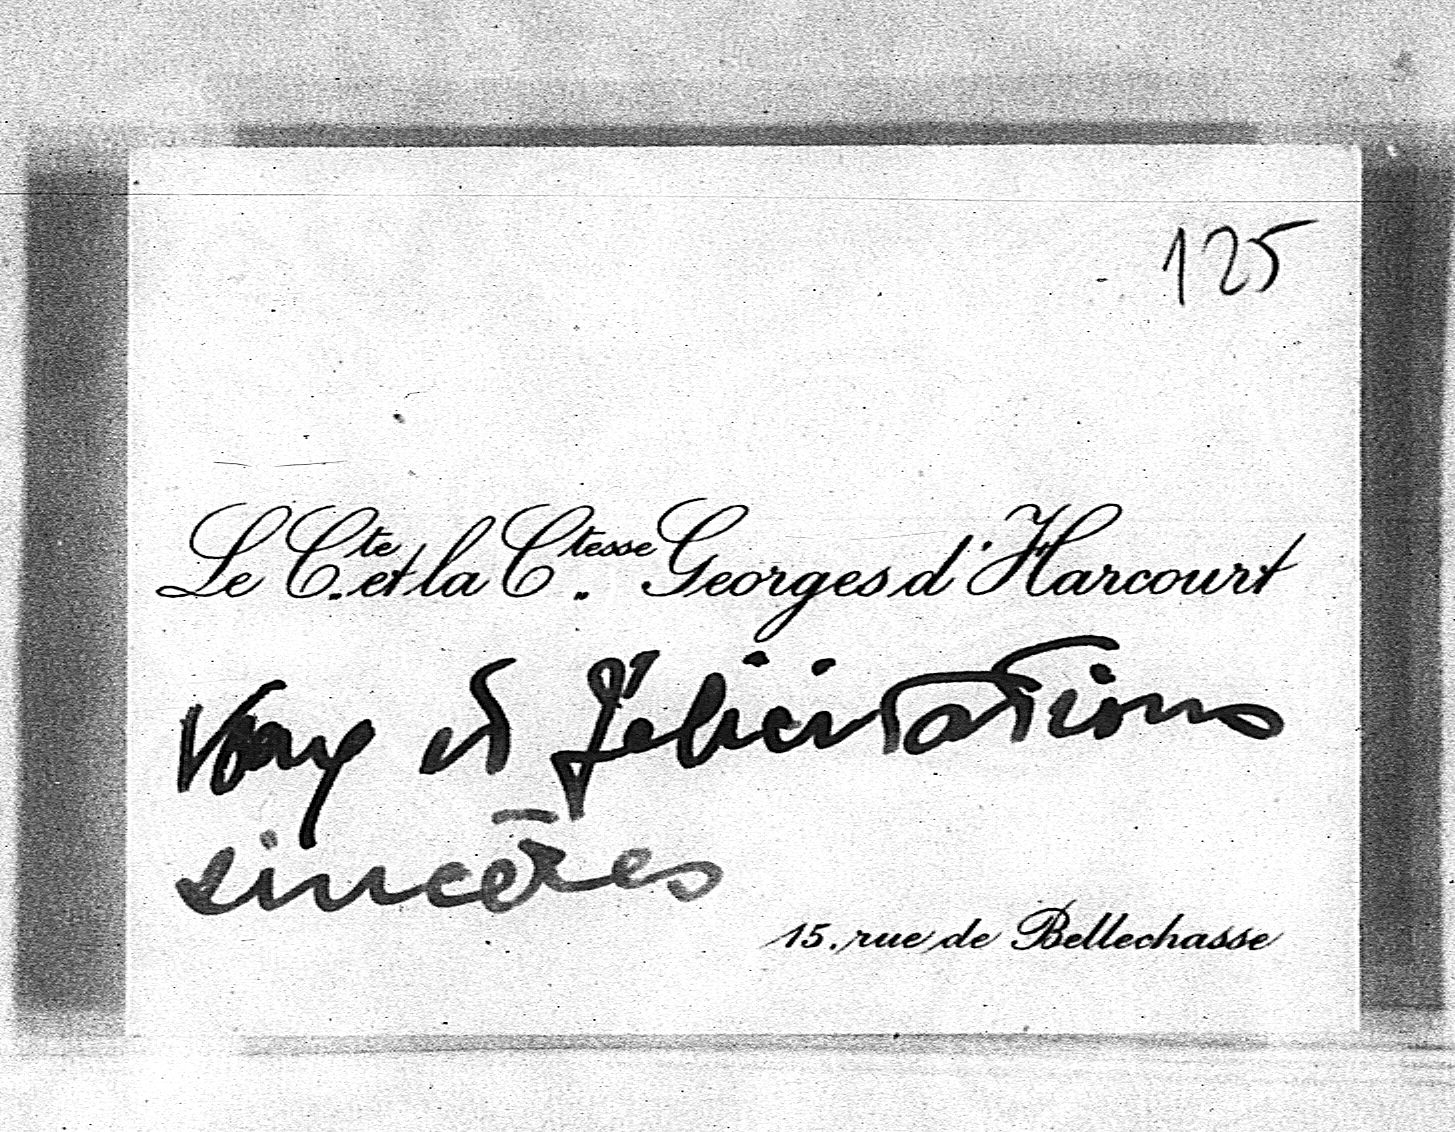 125
Le Cte. et la Ctesse. Georges d'Harcourt
Vœux et félicitations
sincères
15, rue de Bellechasse